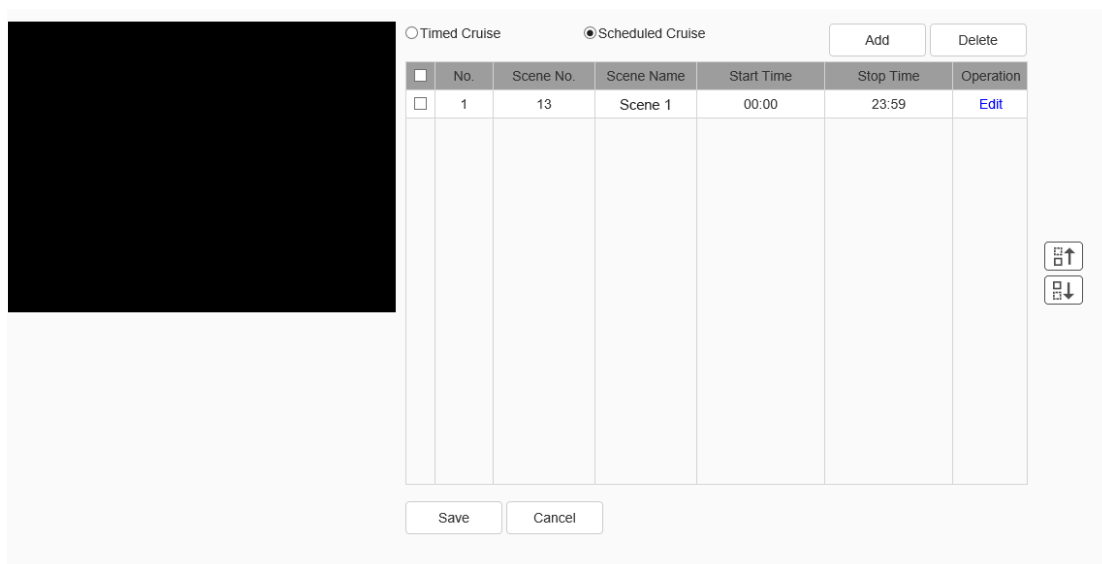 Timed Cruise Scheduled Cruise Add Delete
No. Scene No. Scene Name Start Time Stop Time Operation
1 13 Scene 1 00:00 23:59 Edit
Save Cancel